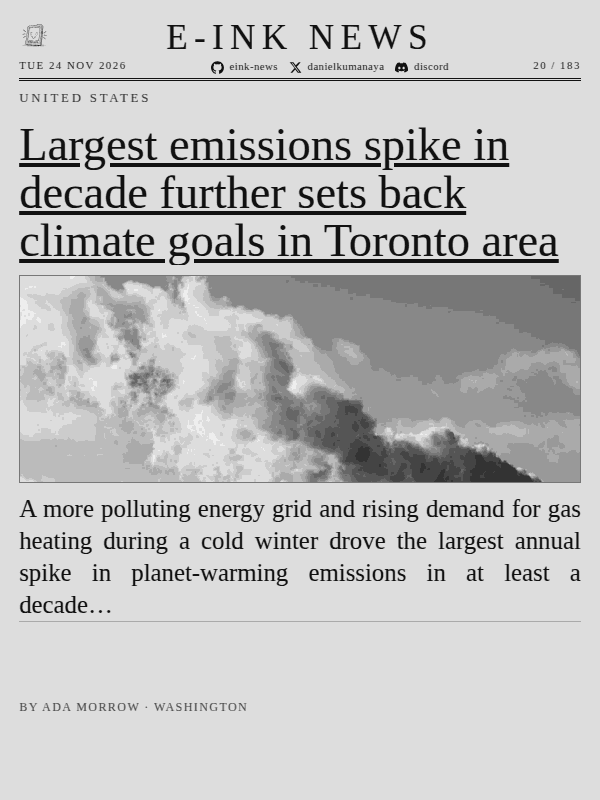 E-INK NEWS
TUE 24 NOV 2026
eink-news
danielkumanaya
discord
20 / 183
UNITED STATES
Largest emissions spike in
decade further sets back
climate goals in Toronto area
A more polluting energy grid and rising demand for gas
heating during a cold winter drove the largest annual
spike in planet-warming emissions in at least a
decade…
BY ADA MORROW · WASHINGTON